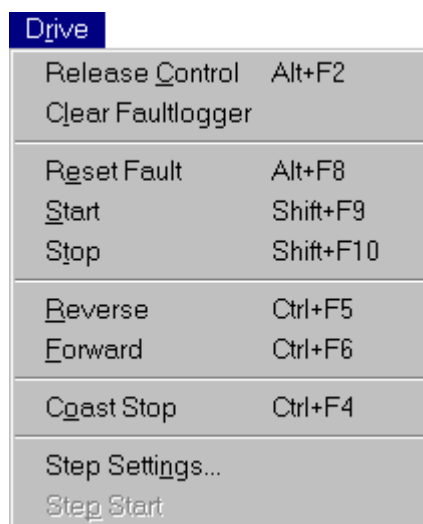 Drive
Release Control Alt+F2
Clear Faultlogger
Reset Fault Alt+F8
Start Shift+F9
Stop Shift+F10
Reverse Ctrl+F5
Forward Ctrl+F6
Coast Stop Ctrl+F4
Step Settings...
Step Start